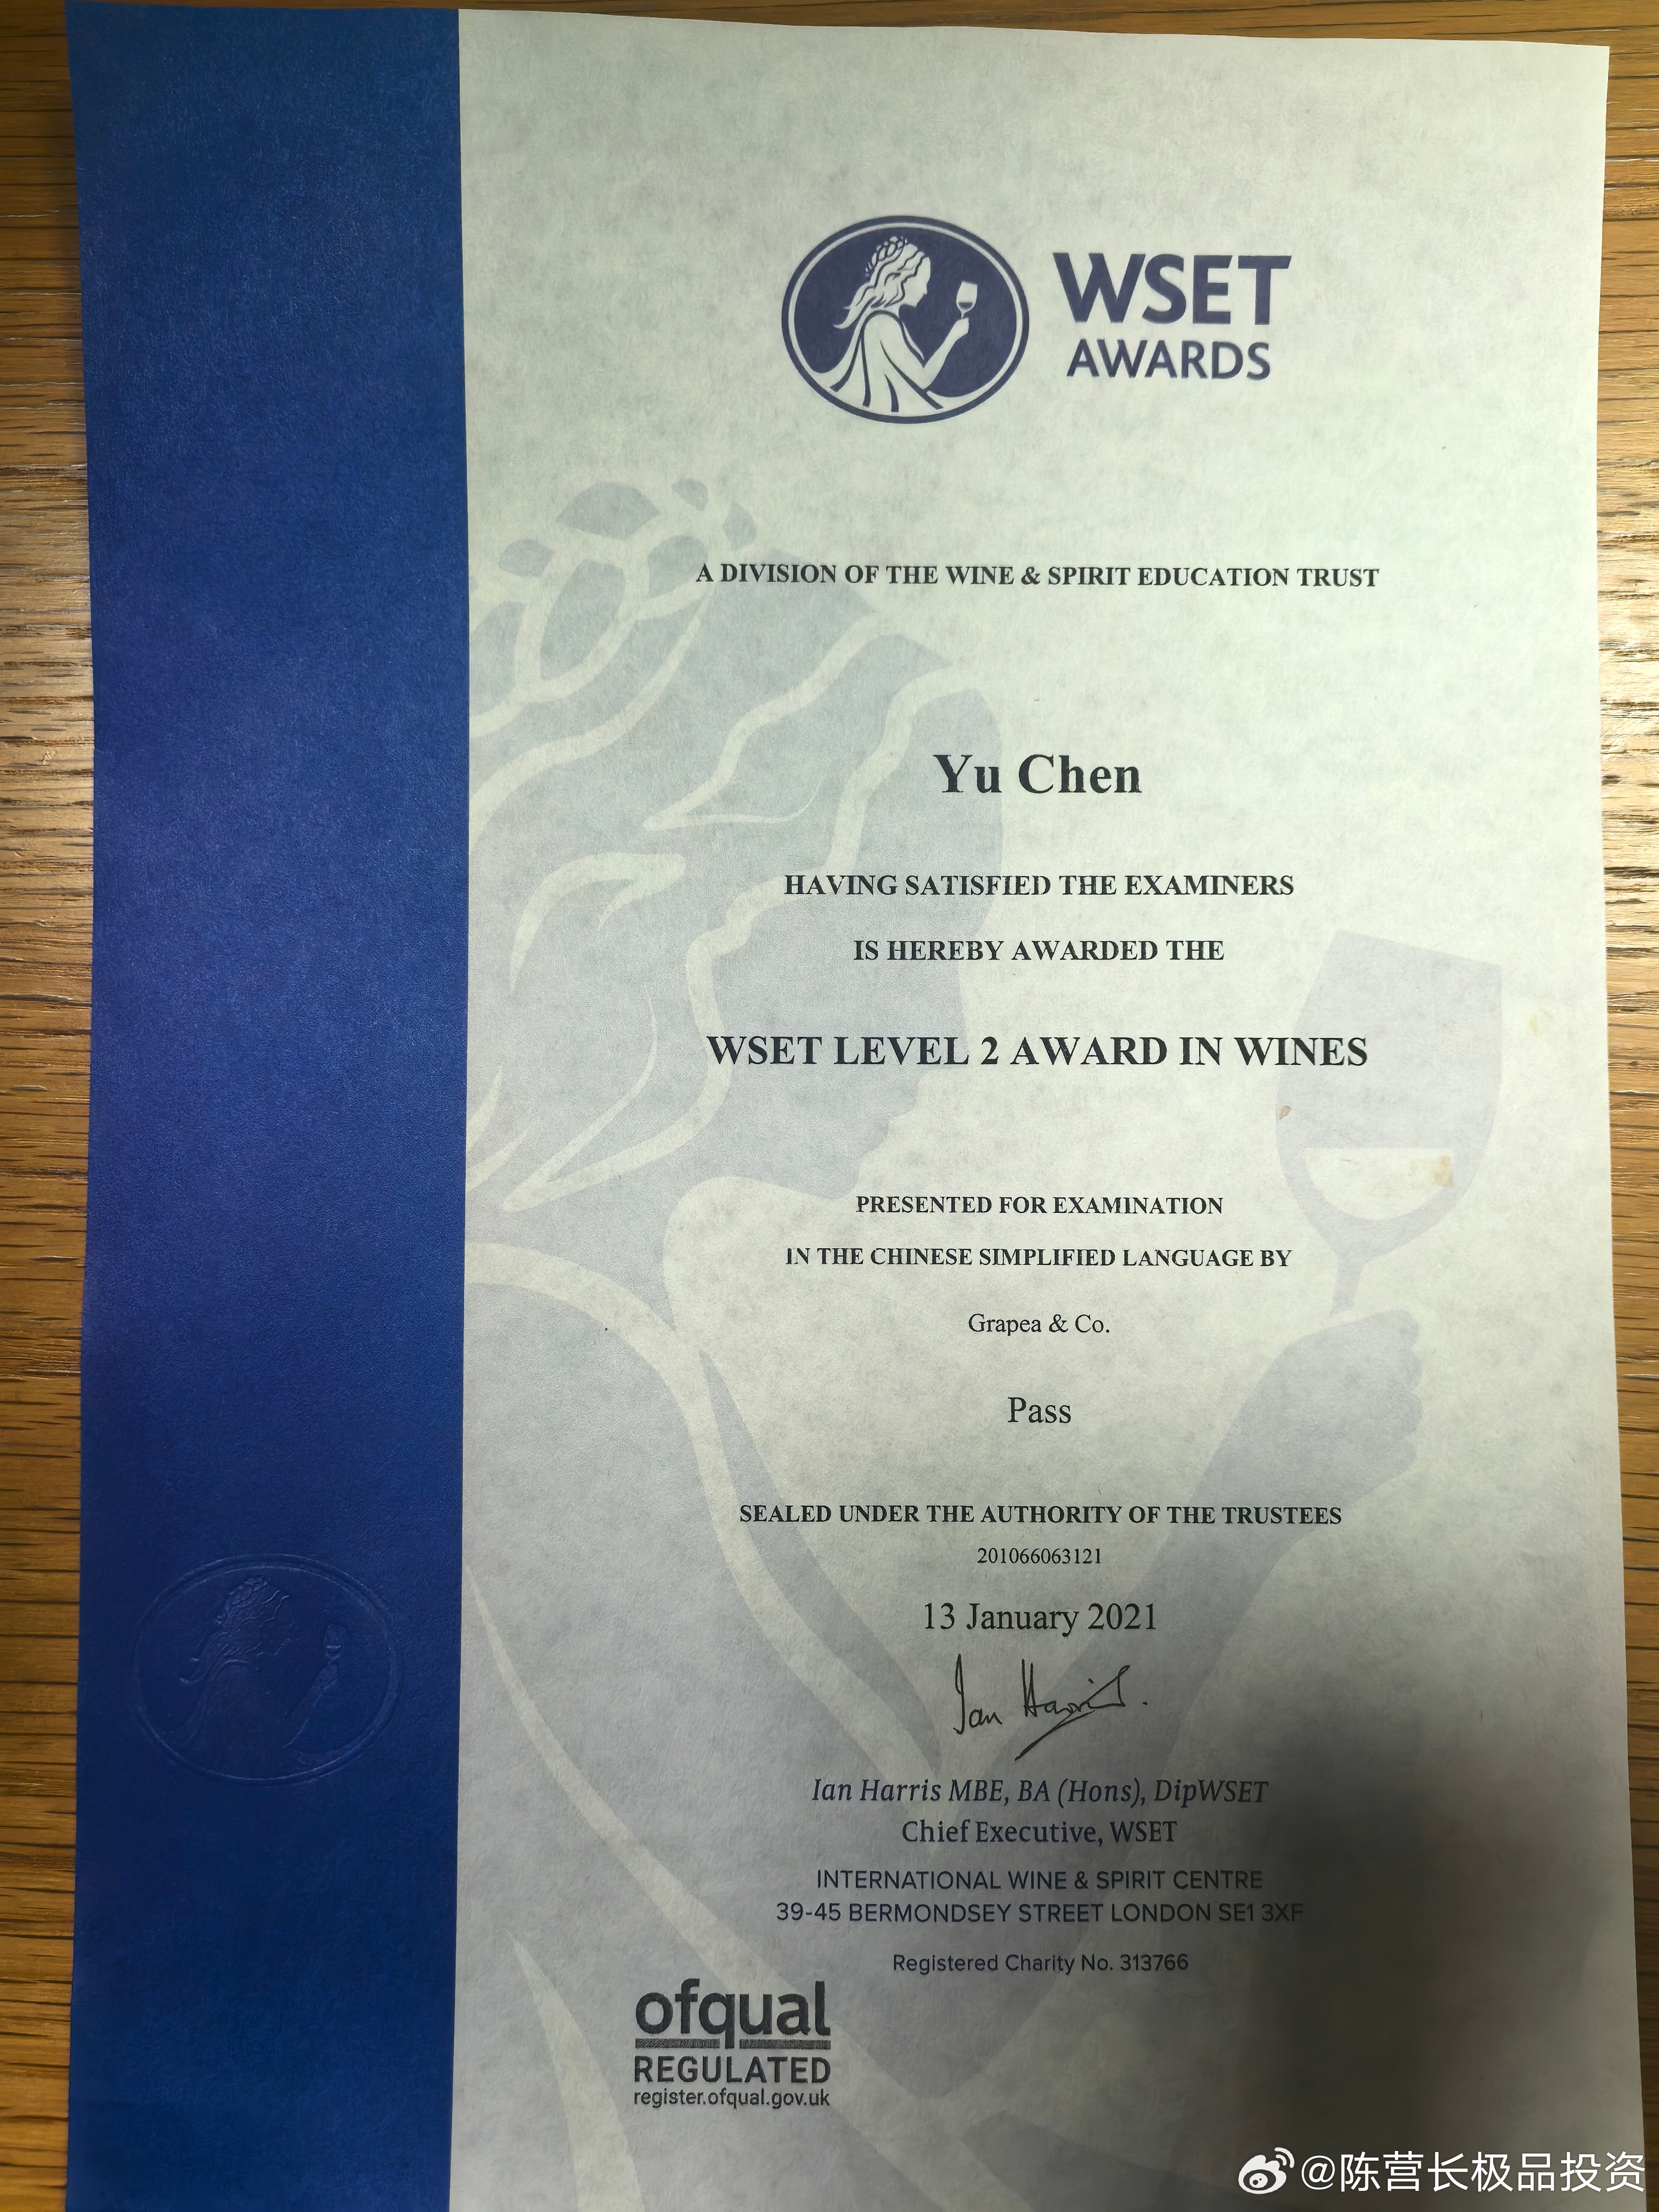 WSET
AWARDS
A DIVISION OF THE WINE & SPIRIT EDUCATION TRUST
Yu Chen
HAVING SATISFIED THE EXAMINERS
IS HEREBY AWARDED THE
WSET LEVEL 2 AWARD IN WINES
PRESENTED FOR EXAMINATION
IN THE CHINESE SIMPLIFIED LANGUAGE BY
Grapea & Co.
Pass
SEALED UNDER THE AUTHORITY OF THE TRUSTEES
201066063121
13 January 2021
Ian Harris.
Ian Harris MBE, BA (Hons), DipWSET
Chief Executive, WSET
INTERNATIONAL WINE & SPIRIT CENTRE
39-45 BERMONDSEY STREET LONDON SE1 3XF
Registered Charity No. 313766
ofqual
REGULATED
register.ofqual.gov.uk
@陈营长极品投资